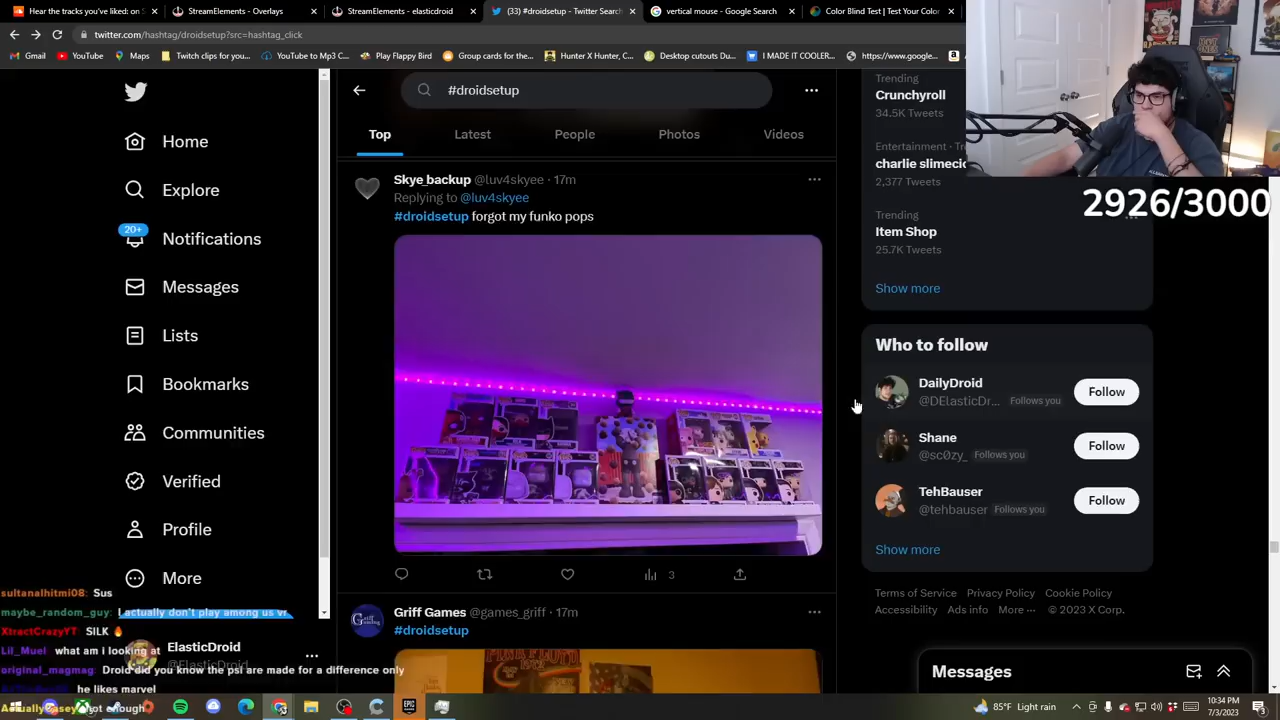 Hear the tracks you've liked: on S
StreamElements - Overlays
StreamElements - elasticdroid
(33) #droidsetup - Twitter Search
vertical mouse - Google Search
Color Blind Test | Test Your Color
twitter.com/hashtag/droidsetup?src=hashtag_click
Gmail
YouTube
Maps
Twitch clips for you...
YouTube to Mp3 C...
Play Flappy Bird
Group cards for the...
Hunter X Hunter, C...
Desktop cutouts Du...
I MADE IT COOLER...
https://www.google...
#droidsetup
Top
Latest
People
Photos
Videos
Home
Explore
20+
Notifications
Messages
Lists
Bookmarks
Communities
Verified
Profile
More
ElasticDroid
@ElasticDroid
Skye_backup @luv4skyee · 17m
Replying to @luv4skyee
#droidsetup forgot my funko pops
3
Griff Games @games_griff · 17m
#droidsetup
Trending
Crunchyroll
34.5K Tweets
Entertainment · Tr
charlie slimecic
2,377 Tweets
Trending
Item Shop
25.7K Tweets
Show more
2926/3000
Who to follow
DailyDroid
@DElasticDr... Follows you
Follow
Shane
@sc0zy_ Follows you
Follow
TehBauser
@tehbauser Follows you
Follow
Show more
Terms of Service Privacy Policy Cookie Policy
Accessibility Ads info More ··· © 2023 X Corp.
Messages
sultanalhitmi08: Sus
maybe_random_guy: I actually don't play among us vr
XtractCrazyYT: SILK
Lil_Muel what am i looking at
original_magmag: Droid did you know the psi are made for a difference only
he likes marvel
not enough
85°F Light rain
10:34 PM
7/3/2023